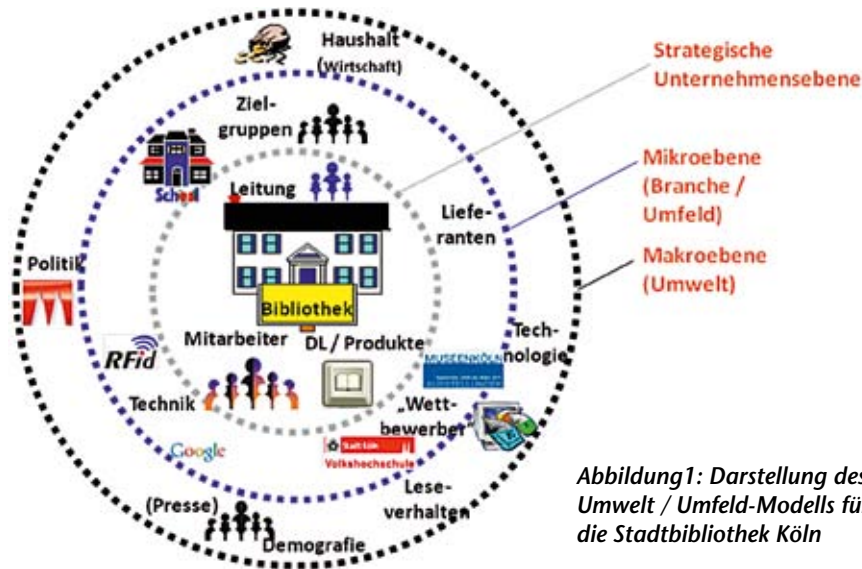 Haushalt
(Wirtschaft)
Ziel-
gruppen
School
Leitung
Liefe-
ranten
Politik
Bibliothek
Mitarbeiter
DL / Produkte
RFid
Technik
MUSEENKÖLN
Tech-
nologie
„Wett-
bewerber
Google
Stadt Köln
Volkshochschule
Lese-
verhalten
(Presse)
Demografie
Strategische
Unternehmensebene
Mikroebene
(Branche /
Umfeld)
Makroebene
(Umwelt)
Abbildung1: Darstellung des
Umwelt / Umfeld-Modells für
die Stadtbibliothek Köln